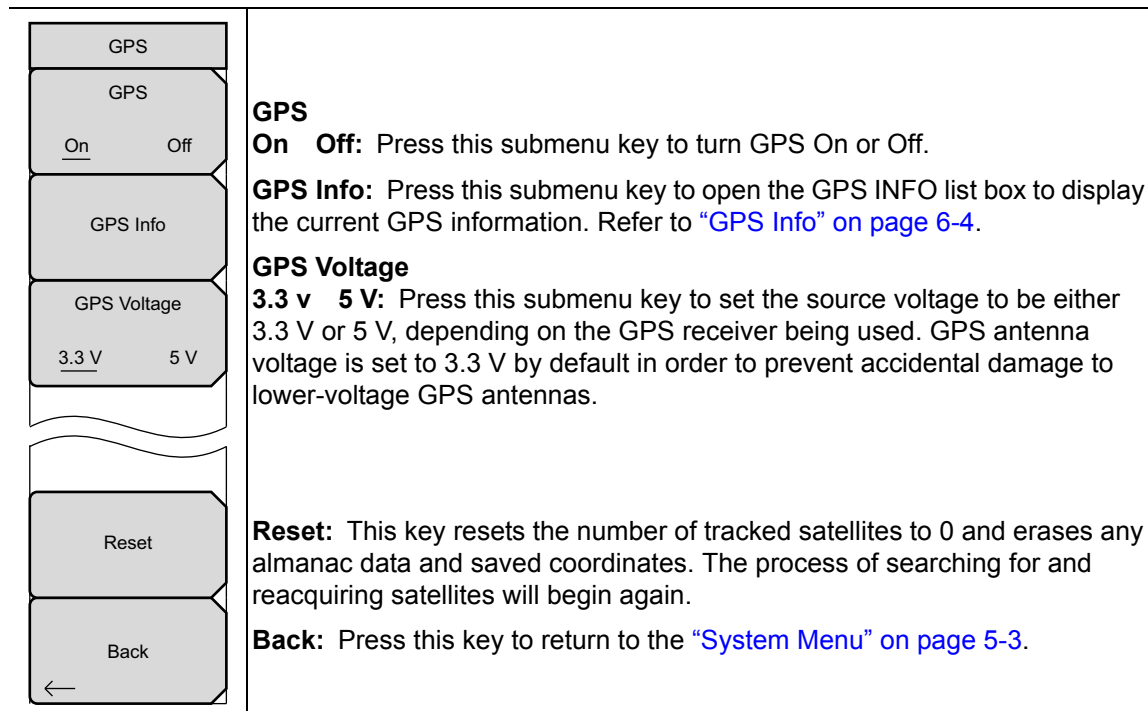 GPS
GPS
On Off
GPS Info
GPS Voltage
3.3 V 5 V
Reset
Back
GPS
On Off: Press this submenu key to turn GPS On or Off.
GPS Info: Press this submenu key to open the GPS INFO list box to display
the current GPS information. Refer to “GPS Info” on page 6-4.
GPS Voltage
3.3 v 5 V: Press this submenu key to set the source voltage to be either
3.3 V or 5 V, depending on the GPS receiver being used. GPS antenna
voltage is set to 3.3 V by default in order to prevent accidental damage to
lower-voltage GPS antennas.
Reset: This key resets the number of tracked satellites to 0 and erases any
almanac data and saved coordinates. The process of searching for and
reacquiring satellites will begin again.
Back: Press this key to return to the “System Menu” on page 5-3.